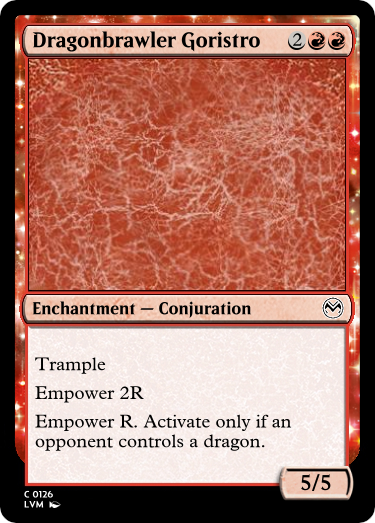 Dragonbrawler Goristro 2
Enchantment — Conjuration
Trample
Empower 2R
Empower R. Activate only if an
opponent controls a dragon.
5/5
C 0126
LVM